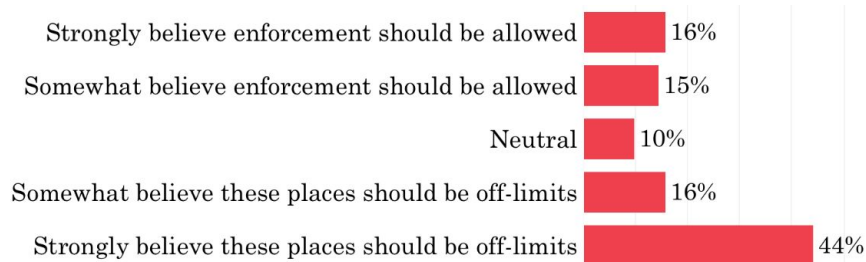 Strongly believe enforcement should be allowed 16%
Somewhat believe enforcement should be allowed 15%
Neutral 10%
Somewhat believe these places should be off-limits 16%
Strongly believe these places should be off-limits 44%